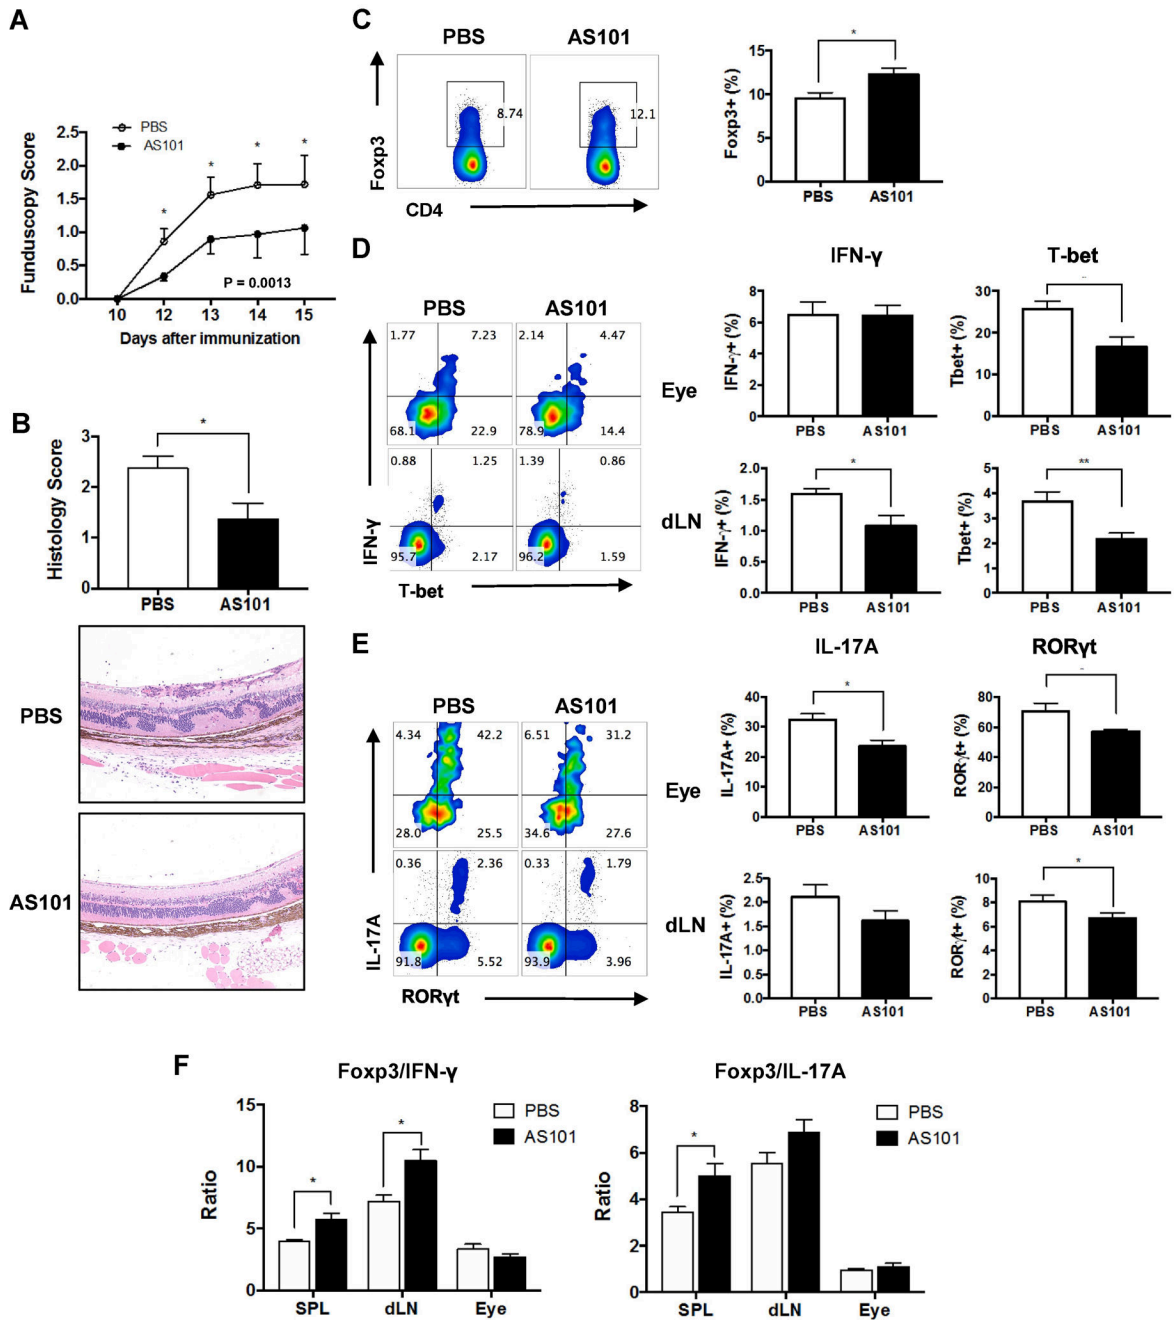 A
PBS
AS101
Funduscopy Score
2.5
2.0
1.5
1.0
0.5
0.0
* * * * *
P = 0.0013
10 12 13 14 15
Days after immunization
B
Histology Score
3
2
1
0
*
PBS AS101
PBS
AS101
C
PBS AS101
Foxp3
8.74 12.1
CD4
Foxp3+ (%)
15
10
5
0
*
PBS AS101
D
PBS AS101
1.77 7.23 2.14 4.47
68.1 22.9 78.9 14.4
0.88 1.25 1.39 0.86
95.7 2.17 96.2 1.59
IFN-γ
T-bet
Eye
dLN
IFN-γ T-bet
IFN-γ+ (%)
8
6
4
2
0
PBS AS101
Tbet+ (%)
30
20
10
0
PBS AS101
IFN-γ+ (%)
2.0
1.5
1.0
0.5
0.0
*
PBS AS101
Tbet+ (%)
5
4
3
2
1
0
**
PBS AS101
E
PBS AS101
4.34 42.2 6.51 31.2
28.0 25.5 34.6 27.6
0.36 2.36 0.33 1.79
91.8 5.52 93.9 3.96
IL-17A
RORγt
Eye
dLN
IL-17A RORγt
IL-17A+ (%)
40
30
20
10
0
*
PBS AS101
RORγt+ (%)
80
60
40
20
0
PBS AS101
IL-17A+ (%)
2.5
2.0
1.5
1.0
0.5
0.0
PBS AS101
RORγt+ (%)
10
8
6
4
2
0
*
PBS AS101
F
Foxp3/IFN-γ
PBS
AS101
Ratio
15
10
5
0
* *
SPL dLN Eye
Foxp3/IL-17A
PBS
AS101
Ratio
8
6
4
2
0
*
SPL dLN Eye